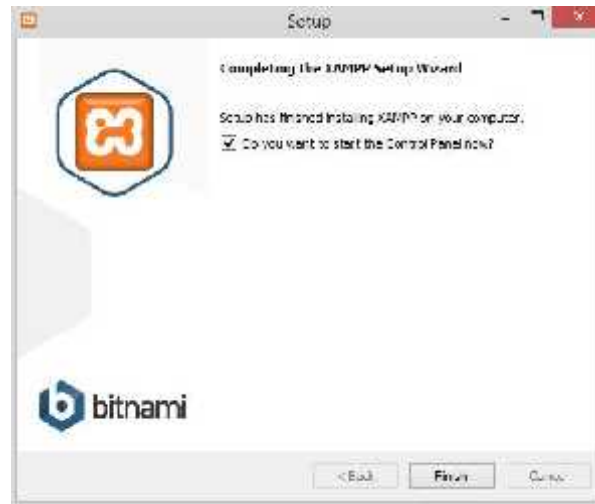 Setup
Completing the XAMPP Setup Wizard
Setup has finished installing XAMPP on your computer.
Do you want to start the Control Panel now?
bitnami
< Back Finish Cancel